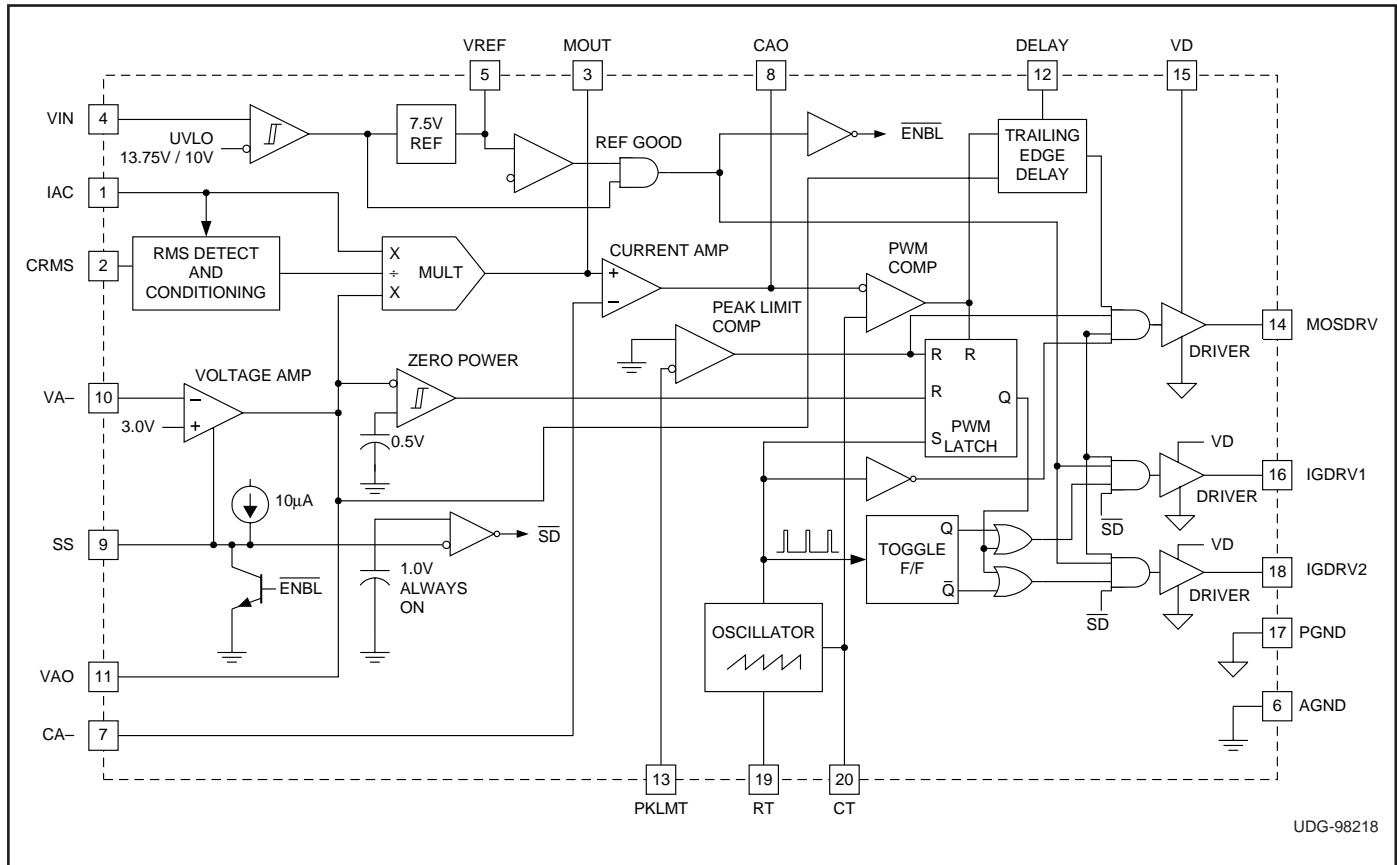 VREF
5
MOUT
3
CAO
8
DELAY
12
VD
15
VIN
4
UVLO
13.75V / 10V
7.5V
REF
REF GOOD
ENBL
TRAILING
EDGE
DELAY
IAC
1
CRMS
2
RMS DETECT
AND
CONDITIONING
X
÷
X
MULT
CURRENT AMP
+
–
PWM
COMP
PEAK LIMIT
COMP
14
MOSDRV
DRIVER
R
R
R
Q
S
PWM
LATCH
ZERO POWER
0.5V
VOLTAGE AMP
VA–
10
–
+
3.0V
VD
16
IGDRV1
DRIVER
SD
10µA
SS
9
SD
1.0V
ALWAYS
ON
ENBL
Q
TOGGLE
F/F
Q
VD
18
IGDRV2
DRIVER
SD
OSCILLATOR
17
PGND
VAO
11
6
AGND
CA–
7
13
PKLMT
19
RT
20
CT
UDG-98218